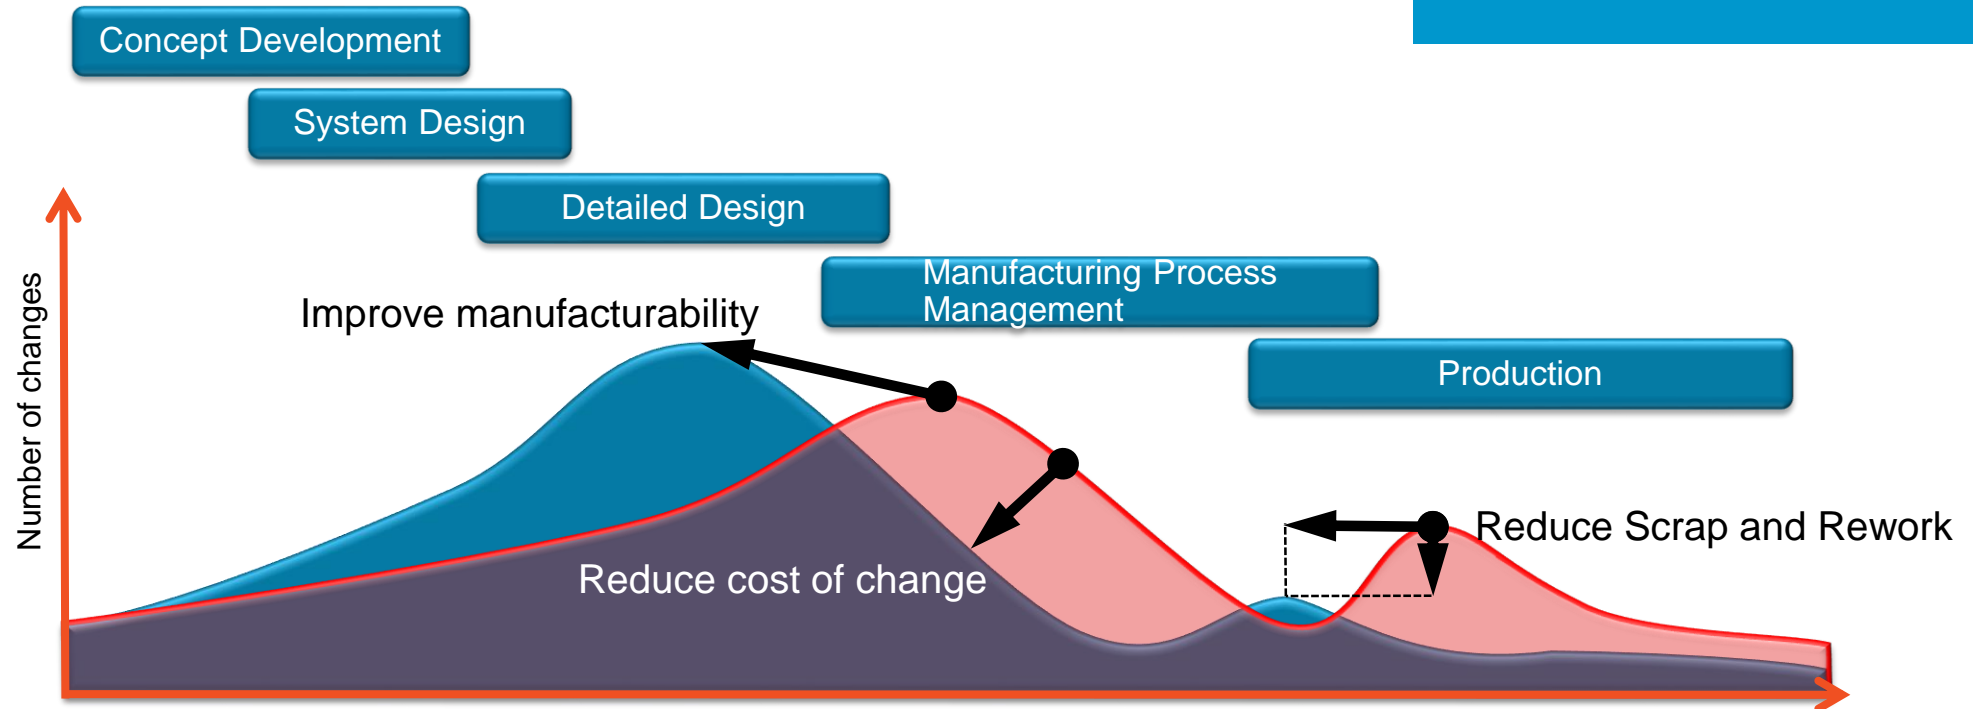 Concept Development
System Design
Detailed Design
Manufacturing Process
Management
Improve manufacturability
Production
Number of changes
Reduce Scrap and Rework
Reduce cost of change